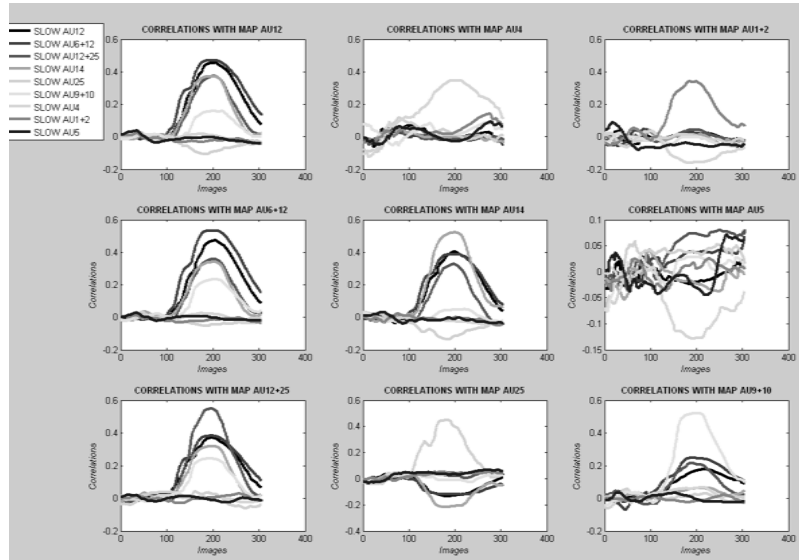 SLOW AU12
SLOW AU6+12
SLOW AU12+25
SLOW AU14
SLOW AU25
SLOW AU9+10
SLOW AU4
SLOW AU1+2
SLOW AU5
CORRELATIONS WITH MAP AU12
0.6
0.4
0.2
0
-0.2
0 100 200 300 400
Images
CORRELATIONS WITH MAP AU4
Correlations
0.6
0.4
0.2
0
-0.2
0 100 200 300 400
Images
CORRELATIONS WITH MAP AU1+2
Correlations
0.6
0.4
0.2
0
-0.2
0 100 200 300 400
Images
CORRELATIONS WITH MAP AU6+12
Correlations
0.6
0.4
0.2
0
-0.2
0 100 200 300 400
Images
CORRELATIONS WITH MAP AU14
Correlations
0.6
0.4
0.2
0
-0.2
0 100 200 300 400
Images
CORRELATIONS WITH MAP AU5
Correlations
0.1
0.05
0
-0.05
-0.1
-0.15
0 100 200 300 400
Images
CORRELATIONS WITH MAP AU12+25
Correlations
0.6
0.4
0.2
0
-0.2
0 100 200 300 400
Images
CORRELATIONS WITH MAP AU25
Correlations
0.6
0.4
0.2
0
-0.2
-0.4
0 100 200 300 400
Images
CORRELATIONS WITH MAP AU9+10
Correlations
0.6
0.4
0.2
0
-0.2
0 100 200 300 400
Images